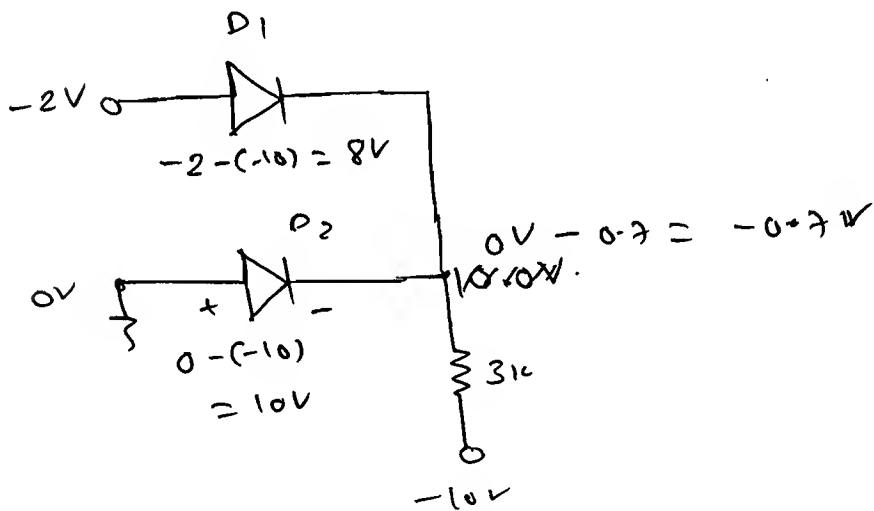 D1
-2V
-2-(-10) = 8V
D2
0V - 0.7 = -0.7V
0V
+ -
0-(-10)
= 10V
3K
-10V